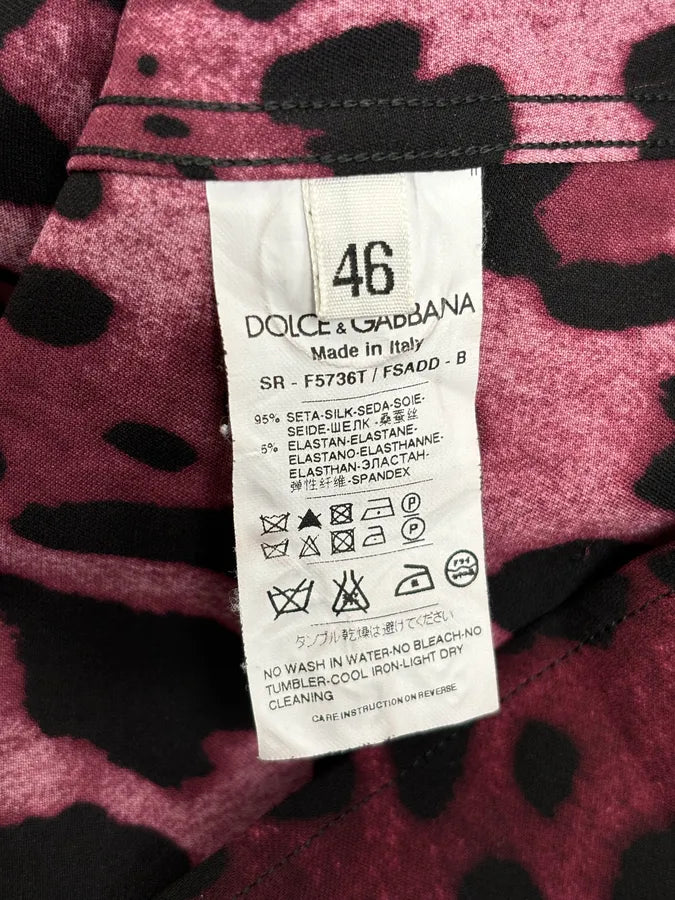 46
DOLCE & GABBANA
Made in Italy
SR - F5736T / FSADD - B
95% SETA-SILK-SEDA-SOIE-
SEIDE-ШЕЛК -桑蚕丝
5% ELASTAN-ELASTANE-
ELASTANO-ELASTHANNE-
ELASTHAN-ЭЛАСТАН-
弹性纤维-SPANDEX
P
P
ドライ
タンブル乾燥は避けてください
NO WASH IN WATER-NO BLEACH-NO
TUMBLER-COOL IRON-LIGHT DRY
CLEANING
CARE INSTRUCTION ON REVERSE